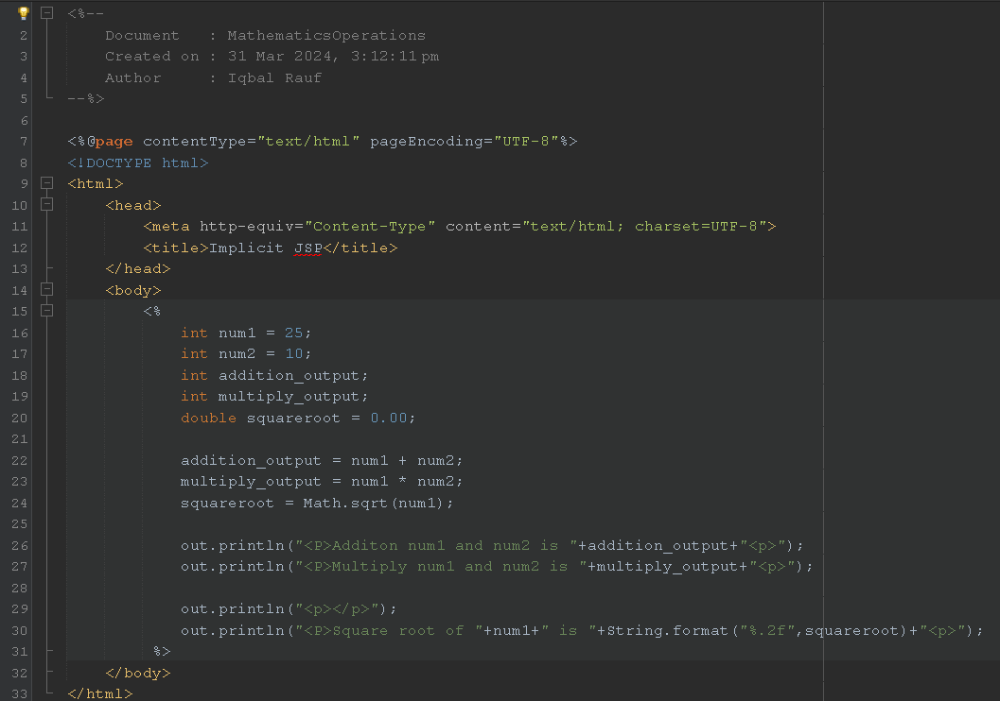 <%--
2 Document : MathematicsOperations
3 Created on : 31 Mar 2024, 3:12:11 pm
4 Author : Iqbal Rauf
5 --%>
6
7 <%@page contentType="text/html" pageEncoding="UTF-8"%>
8 <!DOCTYPE html>
9 <html>
10 <head>
11 <meta http-equiv="Content-Type" content="text/html; charset=UTF-8">
12 <title>Implicit JSP</title>
13 </head>
14 <body>
15 <%
16 int num1 = 25;
17 int num2 = 10;
18 int addition_output;
19 int multiply_output;
20 double squareroot = 0.00;
21
22 addition_output = num1 + num2;
23 multiply_output = num1 * num2;
24 squareroot = Math.sqrt(num1);
25
26 out.println("<P>Additon num1 and num2 is "+addition_output+"<p>");
27 out.println("<P>Multiply num1 and num2 is "+multiply_output+"<p>");
28
29 out.println("<p></p>");
30 out.println("<P>Square root of "+num1+" is "+String.format("%.2f",squareroot)+"<p>");
31 %>
32 </body>
33 </html>